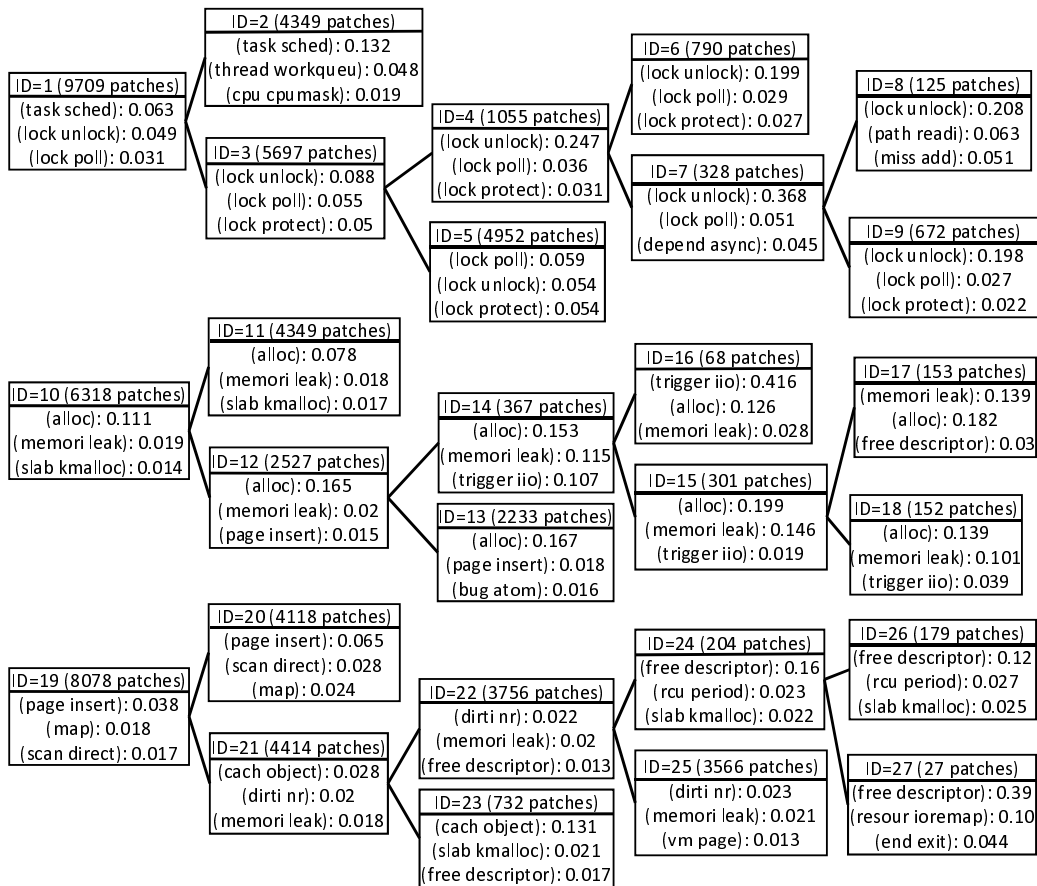 ID=1 (9709 patches)
(task sched): 0.063
(lock unlock): 0.049
(lock poll): 0.031
ID=2 (4349 patches)
(task sched): 0.132
(thread workqueu): 0.048
(cpu cpumask): 0.019
ID=3 (5697 patches)
(lock unlock): 0.088
(lock poll): 0.055
(lock protect): 0.05
ID=4 (1055 patches)
(lock unlock): 0.247
(lock poll): 0.036
(lock protect): 0.031
ID=5 (4952 patches)
(lock poll): 0.059
(lock unlock): 0.054
(lock protect): 0.054
ID=6 (790 patches)
(lock unlock): 0.199
(lock poll): 0.029
(lock protect): 0.027
ID=7 (328 patches)
(lock unlock): 0.368
(lock poll): 0.051
(depend async): 0.045
ID=8 (125 patches)
(lock unlock): 0.208
(path readi): 0.063
(miss add): 0.051
ID=9 (672 patches)
(lock unlock): 0.198
(lock poll): 0.027
(lock protect): 0.022
ID=10 (6318 patches)
(alloc): 0.111
(memori leak): 0.019
(slab kmalloc): 0.014
ID=11 (4349 patches)
(alloc): 0.078
(memori leak): 0.018
(slab kmalloc): 0.017
ID=12 (2527 patches)
(alloc): 0.165
(memori leak): 0.02
(page insert): 0.015
ID=14 (367 patches)
(alloc): 0.153
(memori leak): 0.115
(trigger iio): 0.107
ID=13 (2233 patches)
(alloc): 0.167
(page insert): 0.018
(bug atom): 0.016
ID=16 (68 patches)
(trigger iio): 0.416
(alloc): 0.126
(memori leak): 0.028
ID=15 (301 patches)
(alloc): 0.199
(memori leak): 0.146
(trigger iio): 0.019
ID=17 (153 patches)
(memori leak): 0.139
(alloc): 0.182
(free descriptor): 0.03
ID=18 (152 patches)
(alloc): 0.139
(memori leak): 0.101
(trigger iio): 0.039
ID=19 (8078 patches)
(page insert): 0.038
(map): 0.018
(scan direct): 0.017
ID=20 (4118 patches)
(page insert): 0.065
(scan direct): 0.028
(map): 0.024
ID=21 (4414 patches)
(cach object): 0.028
(dirti nr): 0.02
(memori leak): 0.018
ID=22 (3756 patches)
(dirti nr): 0.022
(memori leak): 0.02
(free descriptor): 0.013
ID=23 (732 patches)
(cach object): 0.131
(slab kmalloc): 0.021
(free descriptor): 0.017
ID=24 (204 patches)
(free descriptor): 0.16
(rcu period): 0.023
(slab kmalloc): 0.022
ID=25 (3566 patches)
(dirti nr): 0.023
(memori leak): 0.021
(vm page): 0.013
ID=26 (179 patches)
(free descriptor): 0.12
(rcu period): 0.027
(slab kmalloc): 0.025
ID=27 (27 patches)
(free descriptor): 0.39
(resour ioremap): 0.10
(end exit): 0.044